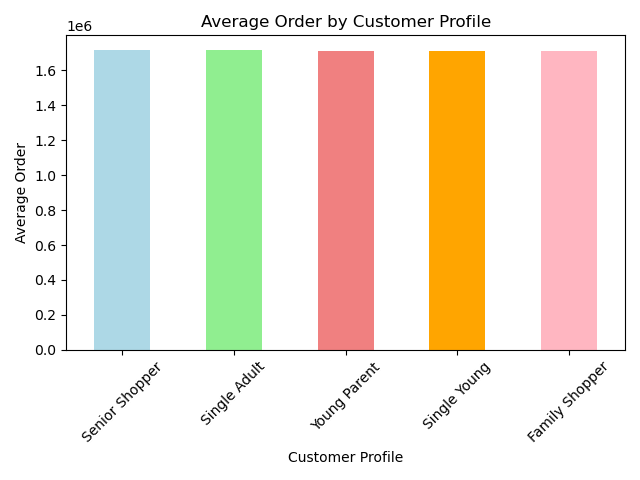 Average Order by Customer Profile
1e6
1.6
1.4
1.2
1.0
0.8
0.6
0.4
0.2
0.0
Average Order
Senior Shopper
Single Adult
Young Parent
Single Young
Family Shopper
Customer Profile